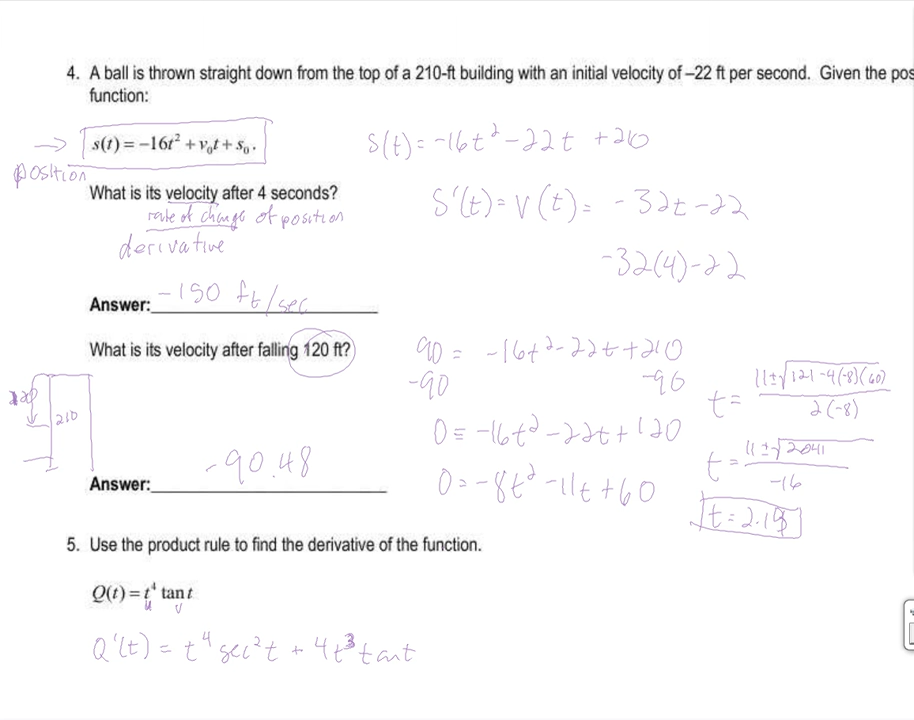 4. A ball is thrown straight down from the top of a 210-ft building with an initial velocity of –22 ft per second. Given the pos
function:
s(t) = –16t² + v₀t + s₀.
S(t) = -16t² - 22t + 210
position
What is its velocity after 4 seconds?
S'(t) = V(t) = -32t - 22
rate of change of position
derivative
-32(4) - 22
Answer: -150 ft/sec
What is its velocity after falling 120 ft?
90 = -16t² - 22t + 210
-90 -90
t = 11 ± √121 - 4(-8)(60) / 2(-8)
120
210
0 = -16t² - 22t + 120
t = 11 ± √2041 / -16
Answer: -90.48
0 = -8t² - 11t + 60
t = 2.15
5. Use the product rule to find the derivative of the function.
Q(t) = t⁴ tan t
u v
Q'(t) = t⁴ sec²t + 4t³ tant